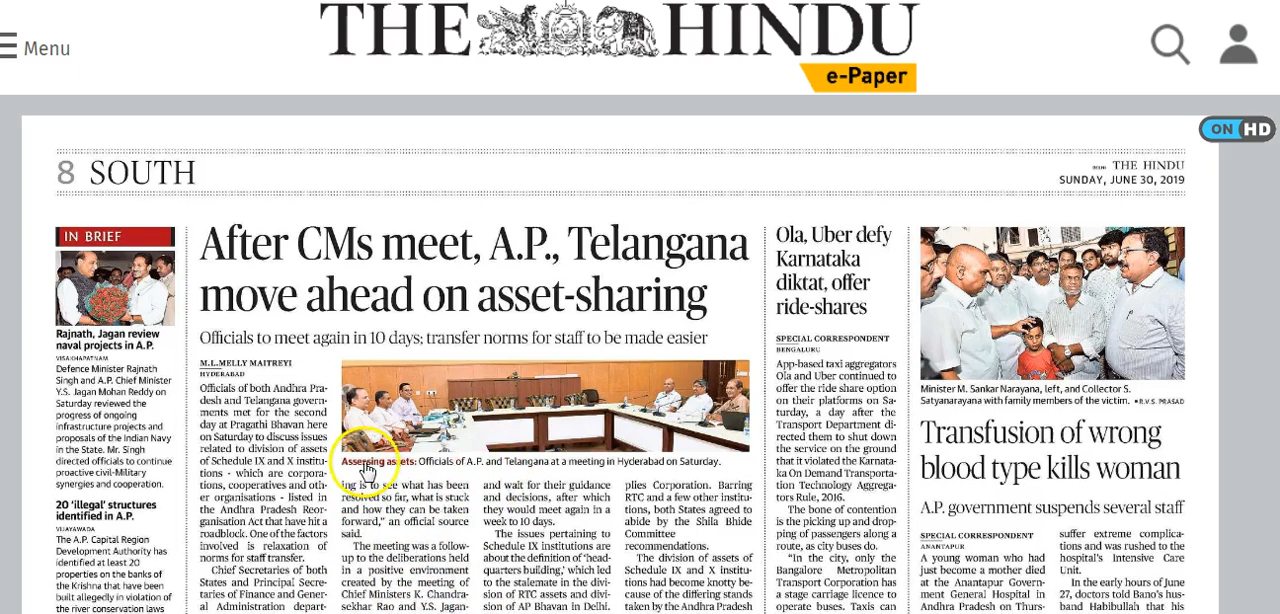 Menu
THE HINDU
e-Paper
ON HD
8 SOUTH
THE HINDU
SUNDAY, JUNE 30, 2019
IN BRIEF
Rajnath, Jagan review
naval projects in A.P.
VISAKHAPATNAM
Defence Minister Rajnath
Singh and A.P. Chief Minister
Y.S. Jagan Mohan Reddy on
Saturday reviewed the
progress of ongoing
infrastructure projects and
proposals of the Indian Navy
in the State. Mr. Singh
directed officials to continue
proactive civil-Military
synergies and cooperation.
20 'illegal' structures
identified in A.P.
VIJAYAWADA
The A.P. Capital Region
Development Authority has
identified at least 20
properties on the banks of
the Krishna that have been
built allegedly in violation of
the river conservation laws
After CMs meet, A.P., Telangana
move ahead on asset-sharing
Officials to meet again in 10 days; transfer norms for staff to be made easier
M.L.MELLY MAITREYI
HYDERABAD
Officials of both Andhra Pra-
desh and Telangana govern-
ments met for the second
day at Pragathi Bhavan here
on Saturday to discuss issues
related to division of assets
of Schedule IX and X institu-
tions - which are corpora-
tions, cooperatives and oth-
er organisations - listed in
the Andhra Pradesh Reor-
ganisation Act that have hit a
roadblock. One of the factors
involved is relaxation of
norms for staff transfer.
Chief Secretaries of both
States and Principal Secre-
taries of Finance and Gener-
al Administration depart-
Assessing assets: Officials of A.P. and Telangana at a meeting in Hyderabad on Saturday.
ing is to see what has been
resolved so far, what is stuck
and how they can be taken
forward," an official source
said.
The meeting was a follow-
up to the deliberations held
in a positive environment
created by the meeting of
Chief Ministers K. Chandra-
sekhar Rao and Y.S. Jagan-
and wait for their guidance
and decisions, after which
they would meet again in a
week to 10 days.
The issues pertaining to
Schedule IX institutions are
about the definition of 'head-
quarters building,' which led
to the stalemate in the divi-
sion of RTC assets and divi-
sion of AP Bhavan in Delhi.
plies Corporation. Barring
RTC and a few other institu-
tions, both States agreed to
abide by the Shila Bhide
Committee
recommendations.
The division of assets of
Schedule IX and X institu-
tions had become knotty be-
cause of the differing stands
taken by the Andhra Pradesh
Ola, Uber defy
Karnataka
diktat, offer
ride-shares
SPECIAL CORRESPONDENT
BENGALURU
App-based taxi aggregators
Ola and Uber continued to
offer the ride share option
on their platforms on Sa-
turday, a day after the
Transport Department di-
rected them to shut down
the service on the ground
that it violated the Karnata-
ka On Demand Transporta-
tion Technology Aggrega-
tors Rule, 2016.
The bone of contention
is the picking up and drop-
ping of passengers along a
route, as city buses do.
"In the city, only the
Bangalore Metropolitan
Transport Corporation has
a stage carriage licence to
operate buses. Taxis can
Minister M. Sankar Narayana, left, and Collector S.
Satyanarayana with family members of the victim. •R.V.S. PRASAD
Transfusion of wrong
blood type kills woman
A.P. government suspends several staff
SPECIAL CORRESPONDENT
ANANTAPUR
A young woman who had
just become a mother died
at the Anantapur Govern-
ment General Hospital in
Anantapur on Thurs-
suffer extreme complica-
tions and was rushed to the
hospital's Intensive Care
Unit.
In the early hours of June
27, doctors told Bano's hus-
band Habibullah that his